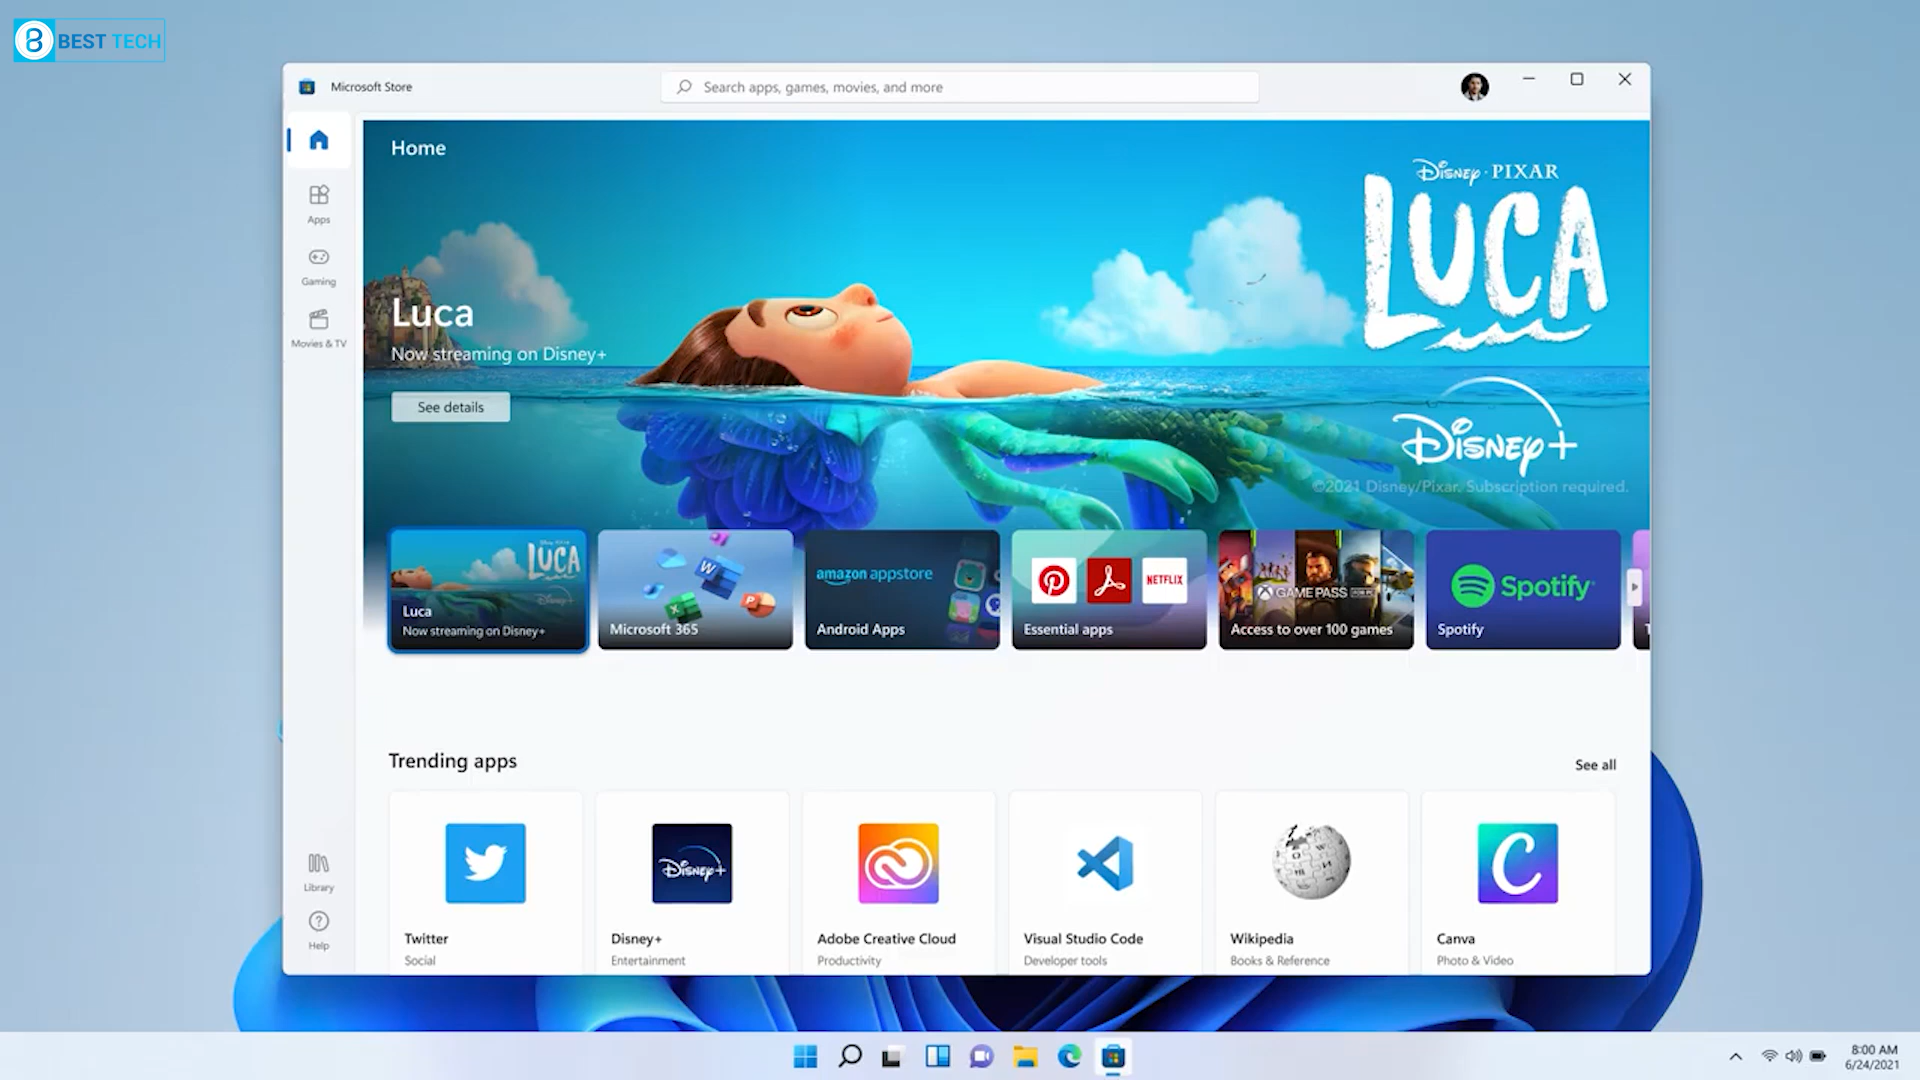 BEST TECH
Microsoft Store
Search apps, games, movies, and more
Home
Apps
Gaming
Movies & TV
Library
Help
Luca
Now streaming on Disney+
See details
Disney · PIXAR
LUCA
Disney+
©2021 Disney/Pixar. Subscription required.
LUCA
Disney+
Luca
Now streaming on Disney+
Microsoft 365
amazon appstore
Android Apps
NETFLIX
Essential apps
GAME PASS FOR PC
Access to over 100 games
Spotify
Spotify
Trending apps
See all
Twitter
Social
Disney+
Disney+
Entertainment
Adobe Creative Cloud
Productivity
Visual Studio Code
Developer tools
Wikipedia
Books & Reference
Canva
Photo & Video
8:00 AM
6/24/2021